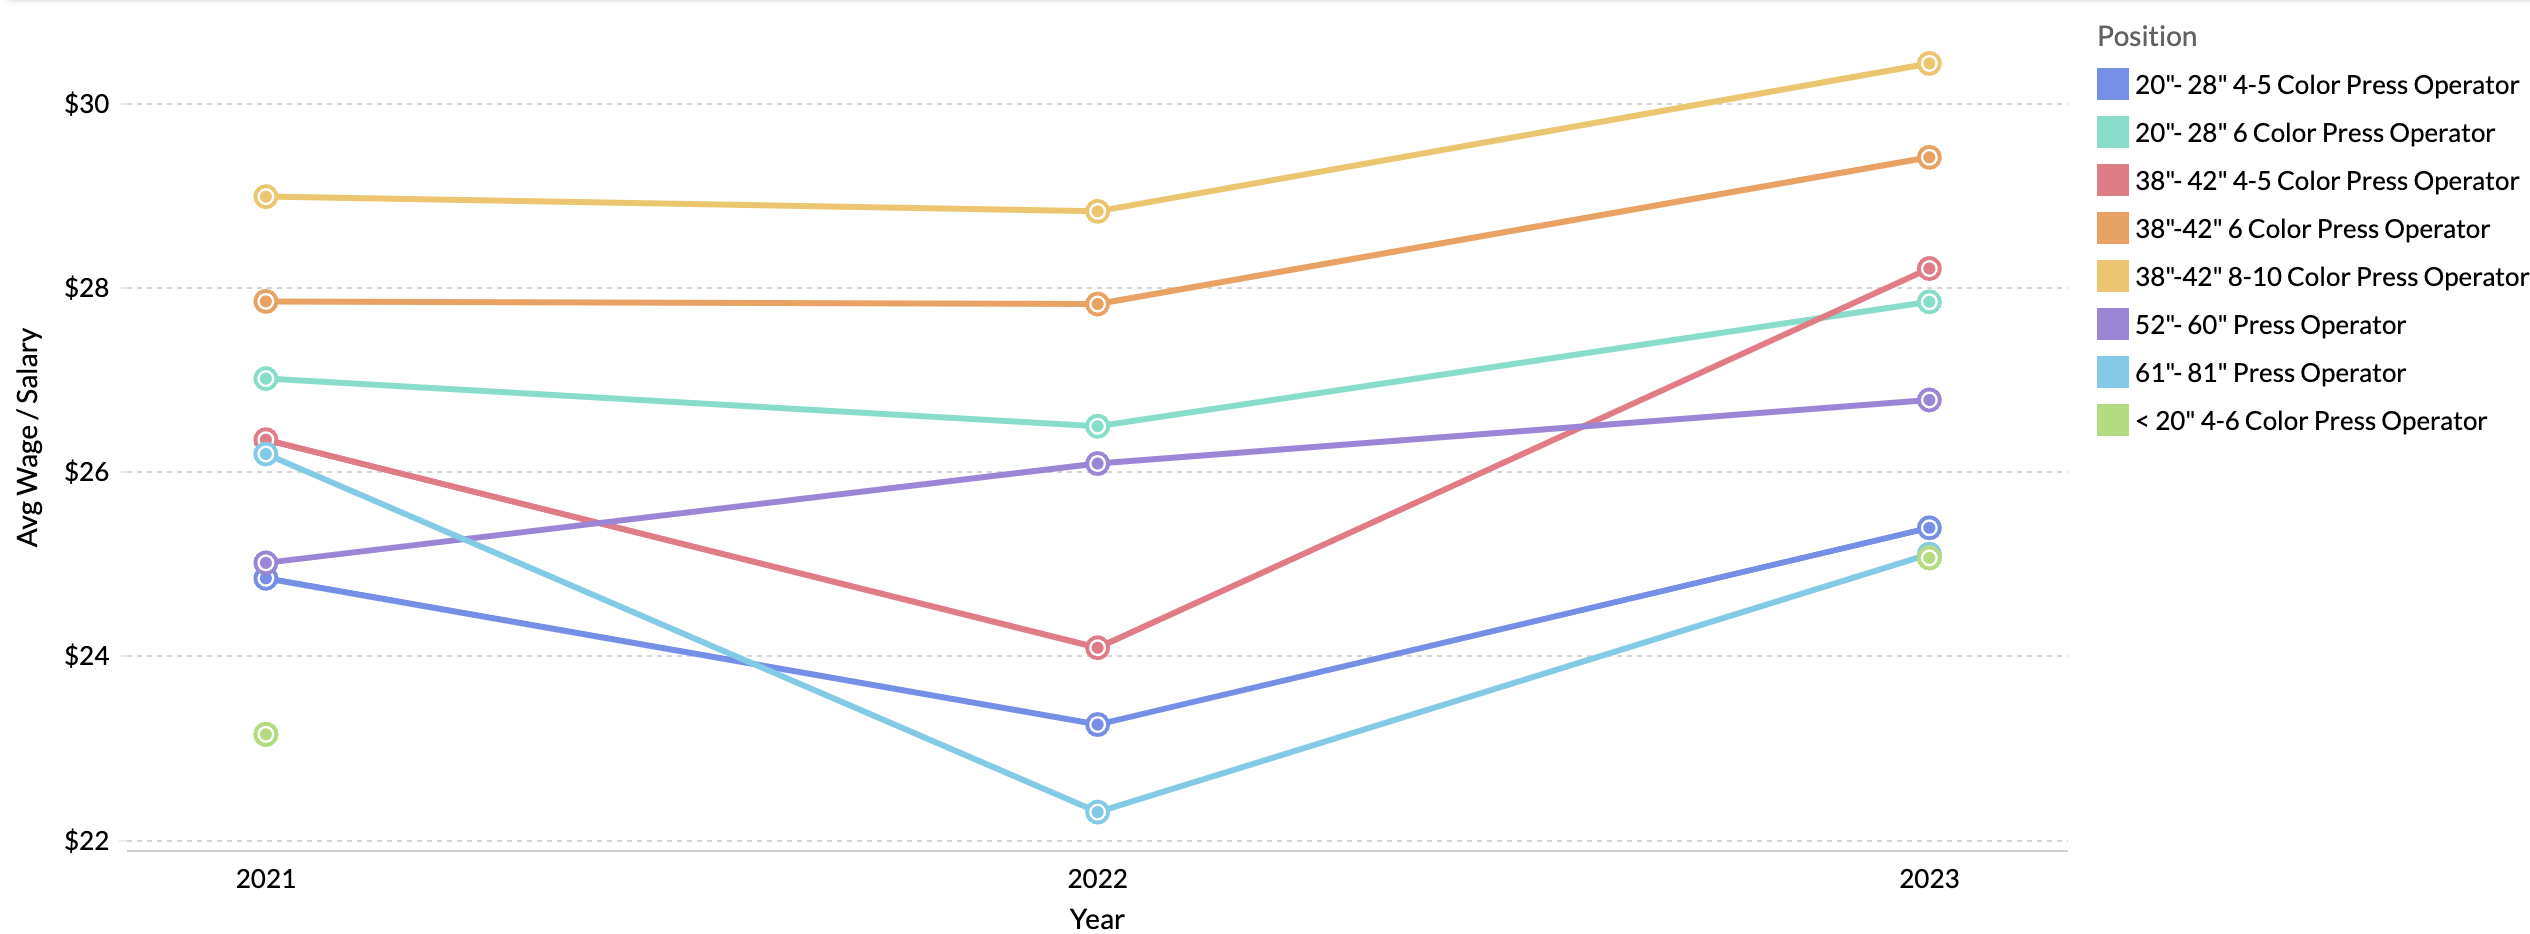 Position
20"- 28" 4-5 Color Press Operator
20"- 28" 6 Color Press Operator
38"- 42" 4-5 Color Press Operator
38"-42" 6 Color Press Operator
38"-42" 8-10 Color Press Operator
52"- 60" Press Operator
61"- 81" Press Operator
< 20" 4-6 Color Press Operator
Avg Wage / Salary
$30
$28
$26
$24
$22
2021 2022 2023
Year